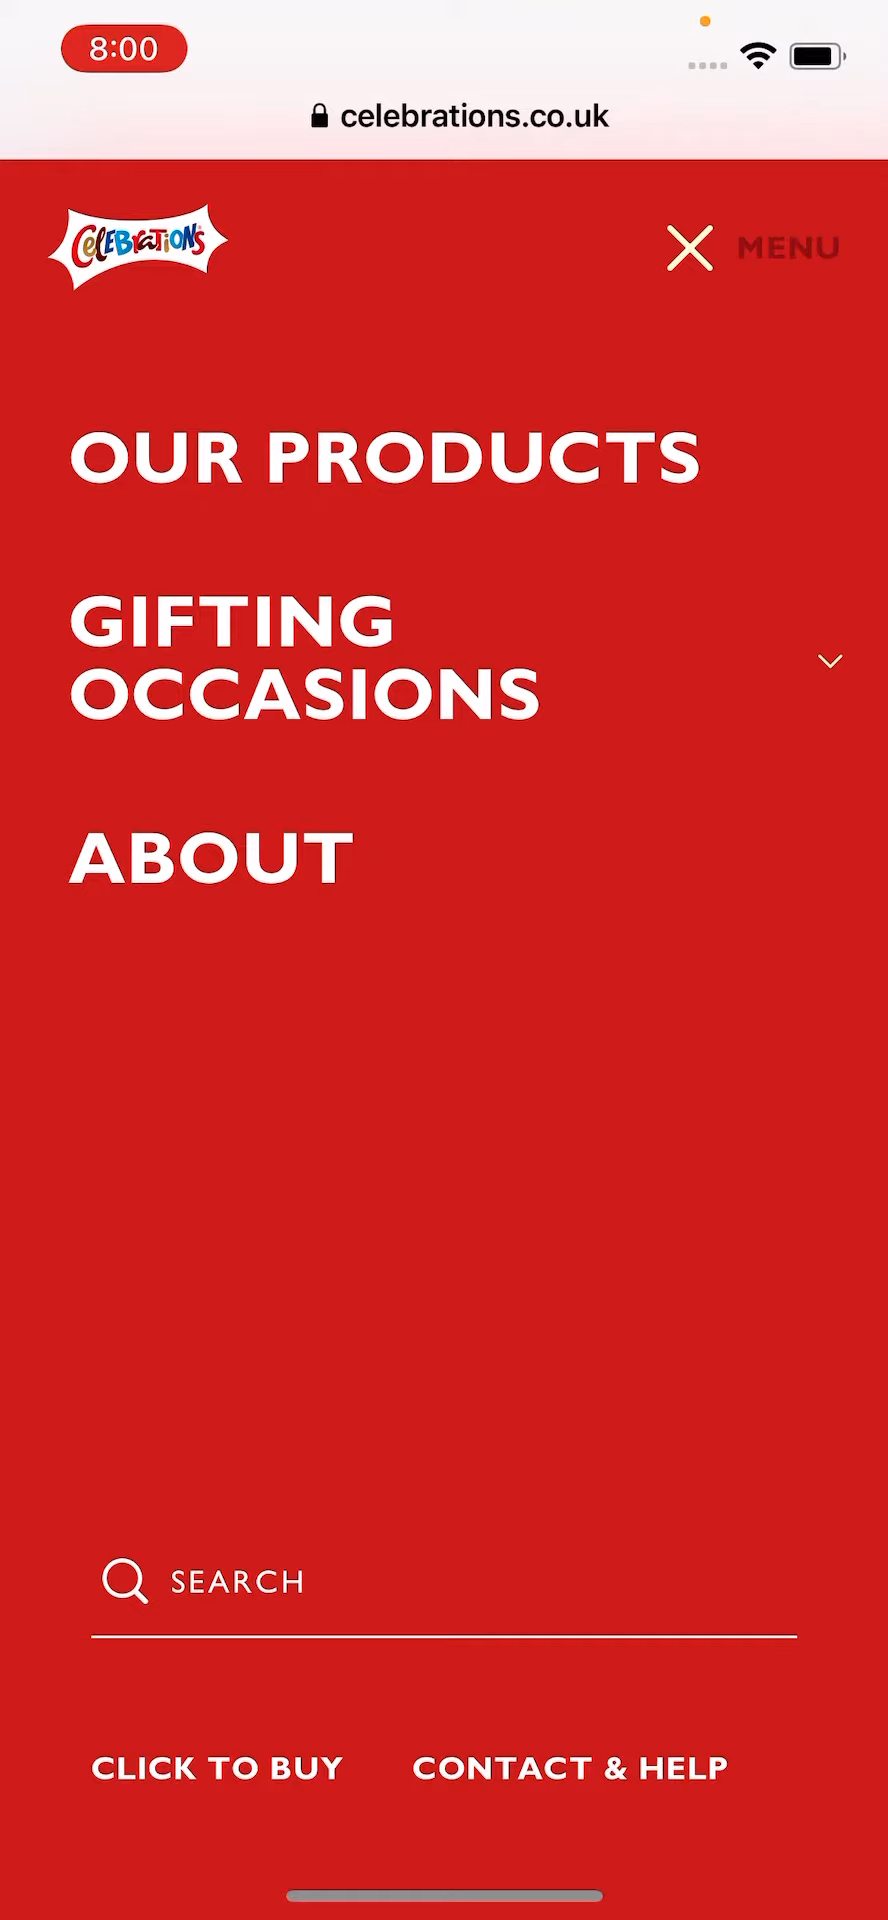 8:00
celebrations.co.uk
CELEBRATIONS
MENU
OUR PRODUCTS
GIFTING
OCCASIONS
ABOUT
SEARCH
CLICK TO BUY CONTACT & HELP